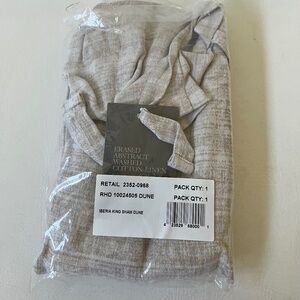 ERASED
ABSTRACT
WASHED
COTTON-LINEN
RETAIL 2352-0988 PACK QTY: 1
RHD 10024505 DUNE PACK QTY: 1
IBERIA KING SHAM DUNE